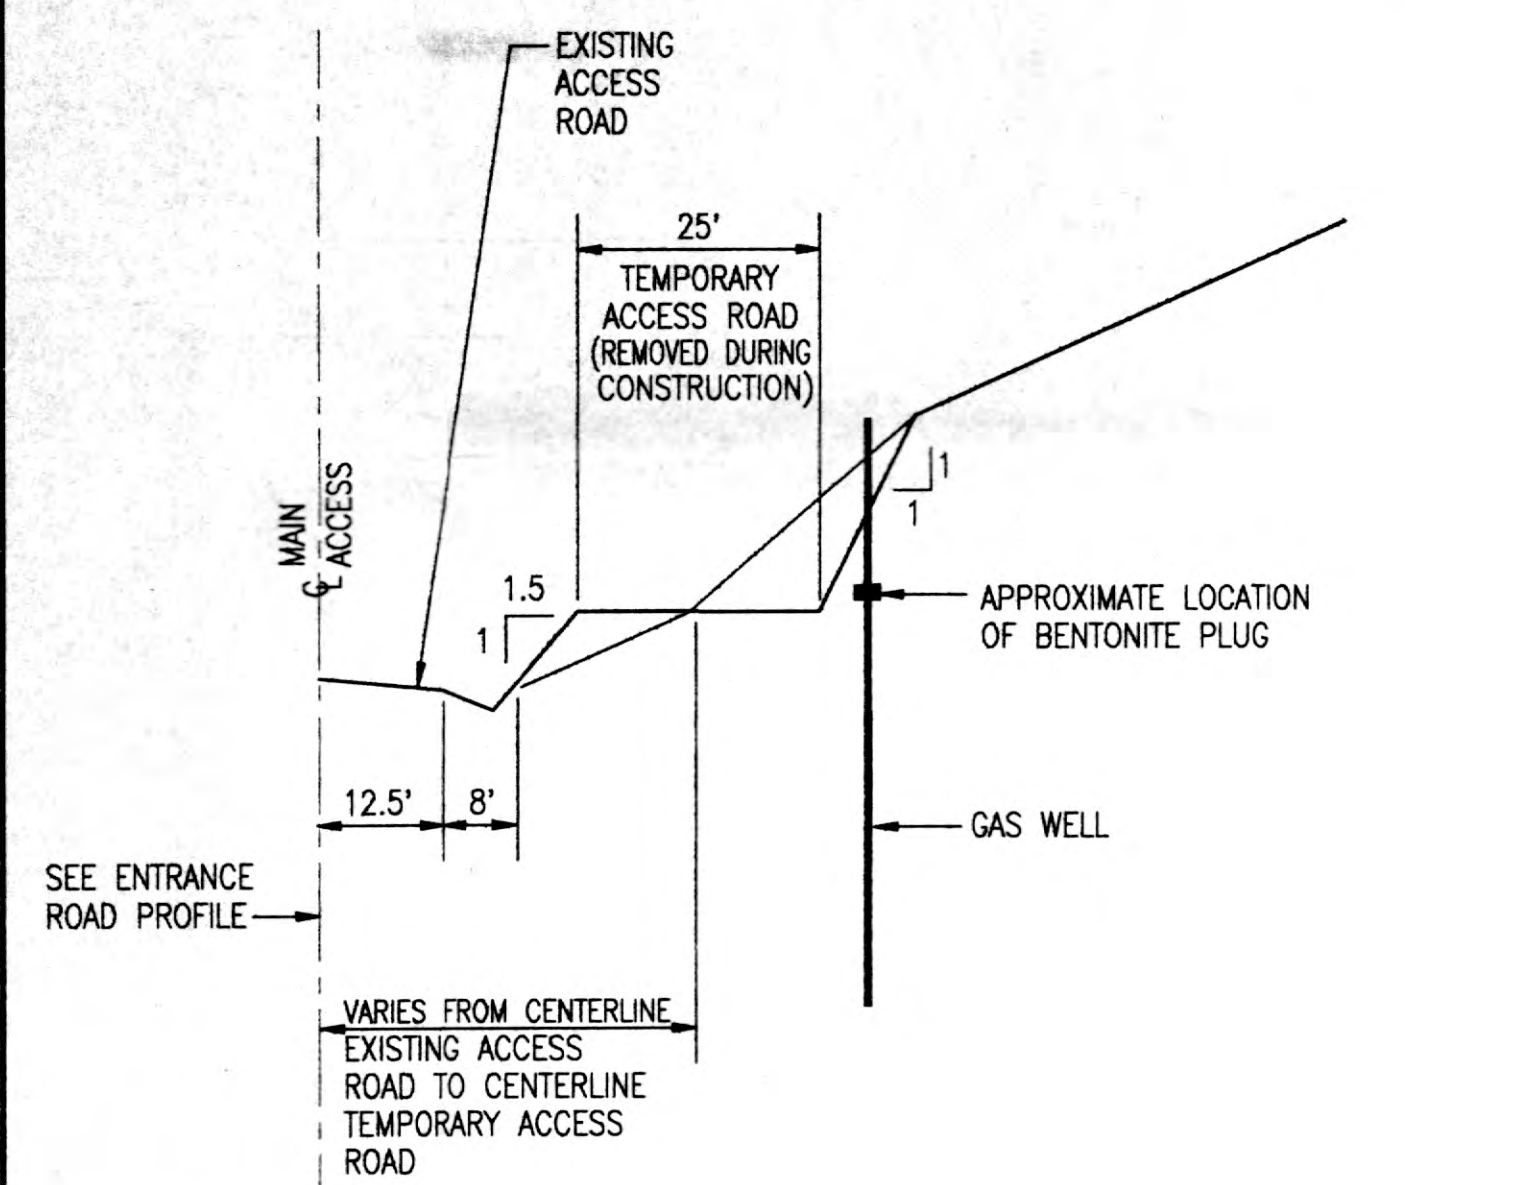 EXISTING
ACCESS
ROAD
25'
TEMPORARY
ACCESS ROAD
(REMOVED DURING
CONSTRUCTION)
1
1
MAIN
℄ ACCESS
1.5
1
APPROXIMATE LOCATION
OF BENTONITE PLUG
12.5'
8'
GAS WELL
SEE ENTRANCE
ROAD PROFILE
VARIES FROM CENTERLINE
EXISTING ACCESS
ROAD TO CENTERLINE
TEMPORARY ACCESS
ROAD